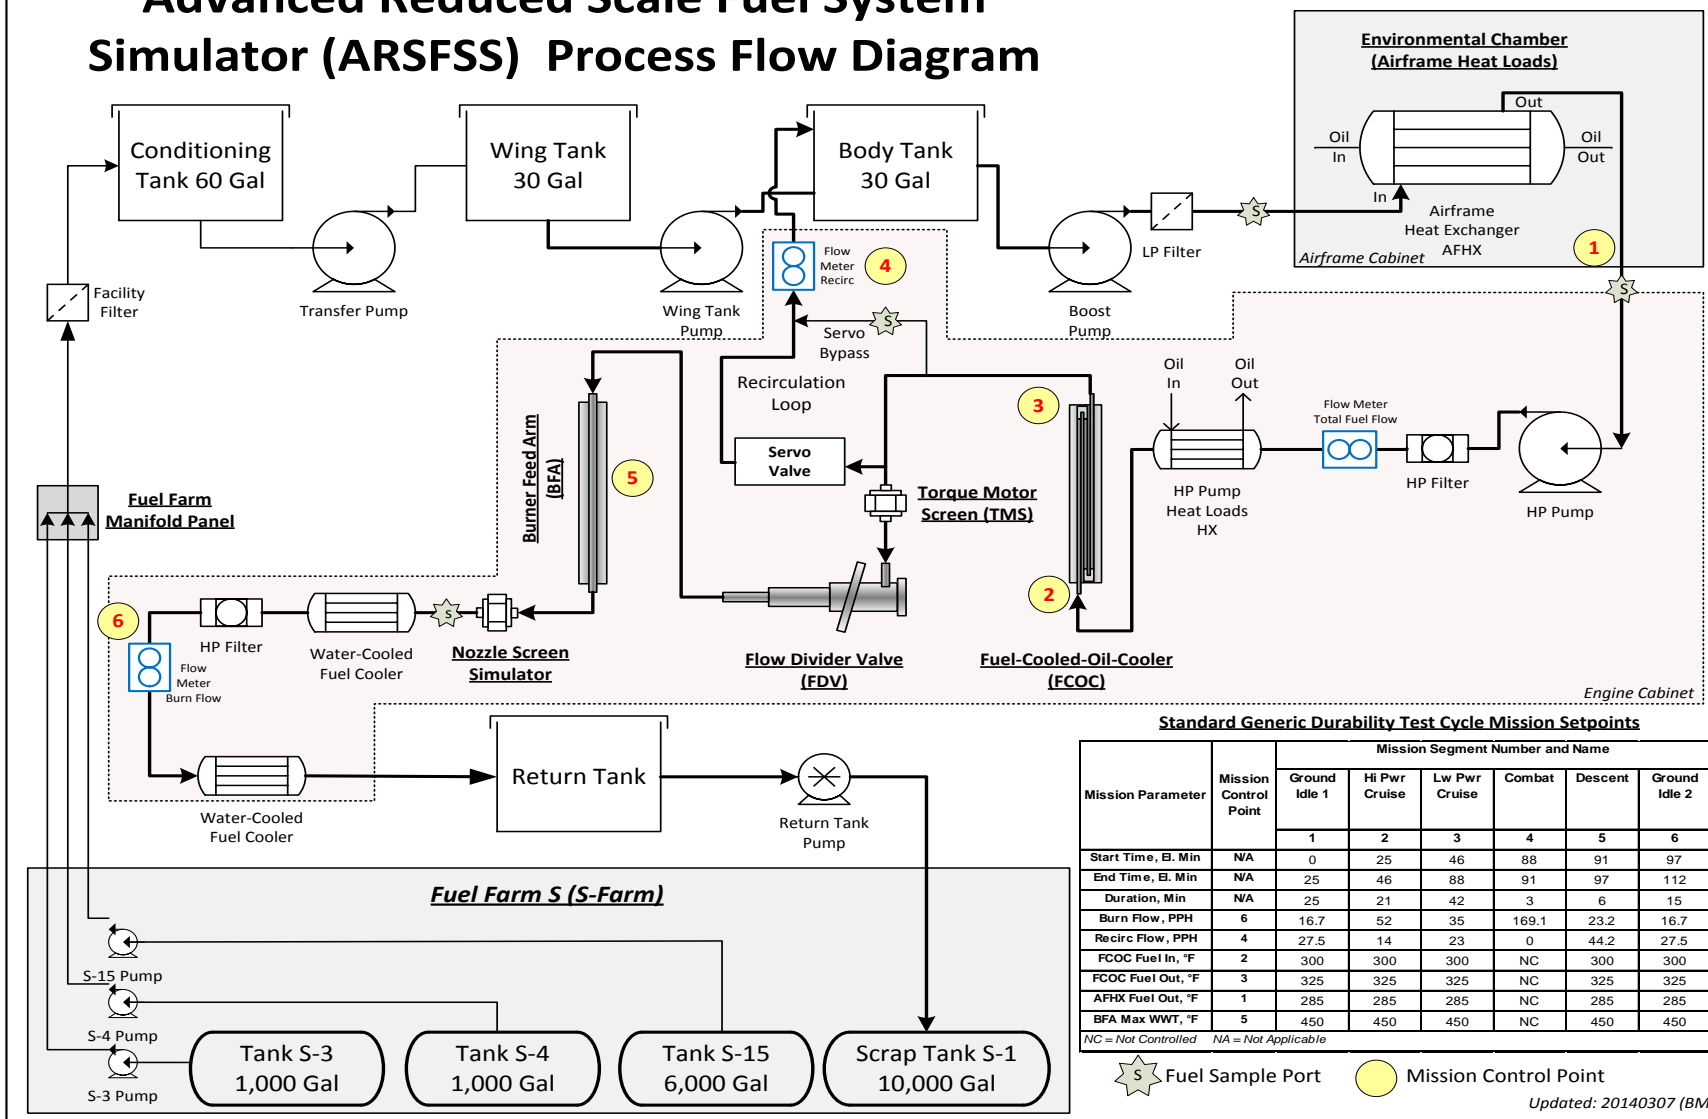 Advanced Reduced Scale Fuel System
Simulator (ARSFSS) Process Flow Diagram
Environmental Chamber
(Airframe Heat Loads)
Out
Oil
In
Oil
Out
In
Airframe
Heat Exchanger
AFHX
1
Airframe Cabinet
Conditioning
Tank 60 Gal
Wing Tank
30 Gal
Body Tank
30 Gal
S
LP Filter
Flow
Meter
Recirc
4
Facility
Filter
Transfer Pump
Wing Tank
Pump
Boost
Pump
S
S
Servo
Bypass
Recirculation
Loop
Oil
In
Oil
Out
Flow Meter
Total Fuel Flow
3
Servo
Valve
5
Burner Feed Arm
(BFA)
Torque Motor
Screen (TMS)
HP Pump
Heat Loads
HX
HP Filter
HP Pump
Fuel Farm
Manifold Panel
2
6
S
HP Filter
Water-Cooled
Fuel Cooler
Nozzle Screen
Simulator
Flow Divider Valve
(FDV)
Fuel-Cooled-Oil-Cooler
(FCOC)
Flow
Meter
Burn Flow
Engine Cabinet
Return Tank
Water-Cooled
Fuel Cooler
Return Tank
Pump
Standard Generic Durability Test Cycle Mission Setpoints
Mission Parameter
Mission
Control
Point
Mission Segment Number and Name
Ground
Idle 1
Hi Pwr
Cruise
Lw Pwr
Cruise
Combat
Descent
Ground
Idle 2
1 2 3 4 5 6
Start Time, El. Min N/A 0 25 46 88 91 97
End Time, El. Min N/A 25 46 88 91 97 112
Duration, Min N/A 25 21 42 3 6 15
Burn Flow, PPH 6 16.7 52 35 169.1 23.2 16.7
Recirc Flow, PPH 4 27.5 14 23 0 44.2 27.5
FCOC Fuel In, °F 2 300 300 300 NC 300 300
FCOC Fuel Out, °F 3 325 325 325 NC 325 325
AFHX Fuel Out, °F 1 285 285 285 NC 285 285
BFA Max WWT, °F 5 450 450 450 NC 450 450
NC = Not Controlled NA = Not Applicable
S Fuel Sample Port
Mission Control Point
Updated: 20140307 (BM
Fuel Farm S (S-Farm)
S-15 Pump
S-4 Pump
S-3 Pump
Tank S-3
1,000 Gal
Tank S-4
1,000 Gal
Tank S-15
6,000 Gal
Scrap Tank S-1
10,000 Gal